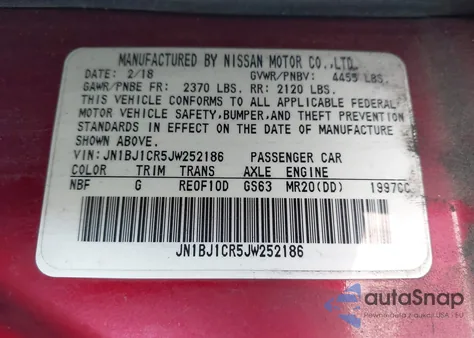 MANUFACTURED BY NISSAN MOTOR CO.,LTD.
DATE: 2/18 GVWR/PNBV: 4455 LBS.
GAWR/PNBE FR: 2370 LBS. RR: 2120 LBS.
THIS VEHICLE CONFORMS TO ALL APPLICABLE FEDERAL
MOTOR VEHICLE SAFETY,BUMPER,AND THEFT PREVENTION
STANDARDS IN EFFECT ON THE DATE OF MANUFACTURE
SHOWN ABOVE.
VIN: JN1BJ1CR5JW252186 PASSENGER CAR
COLOR TRIM TRANS AXLE ENGINE
NBF G RE0F10D GS63 MR20(DD) 1997CC
JN1BJ1CR5JW252186
autoSnap